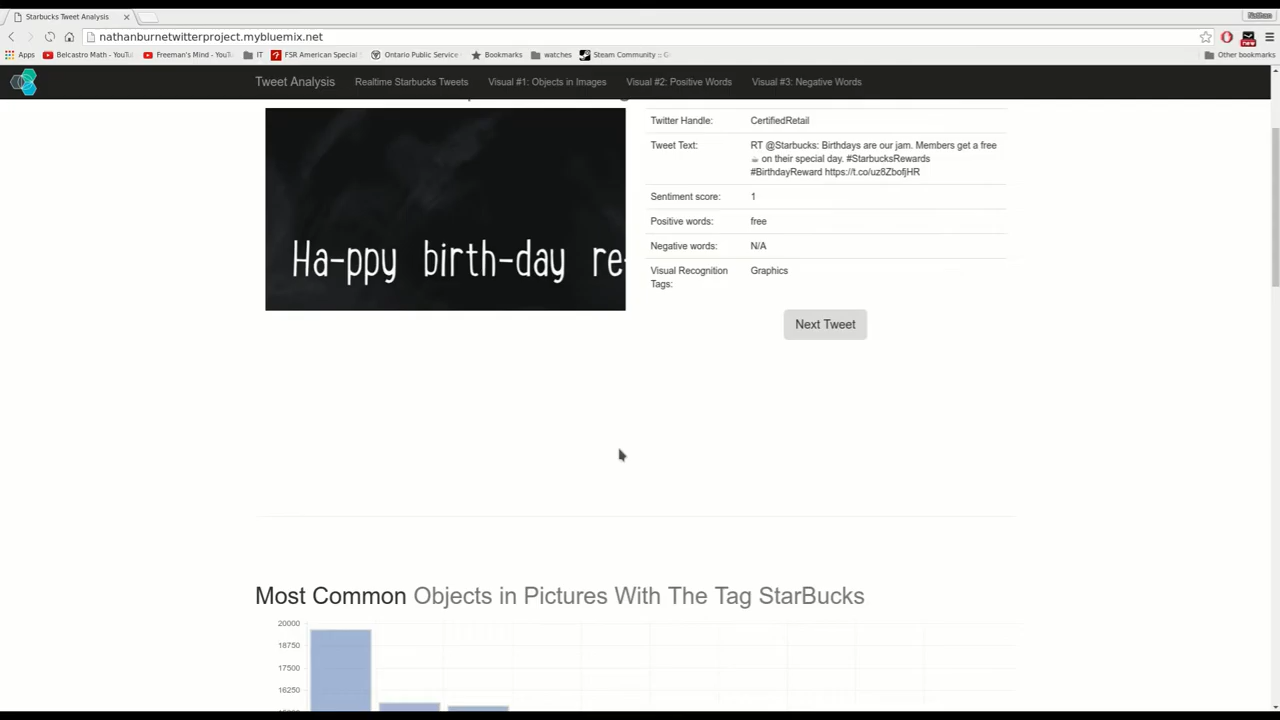 Starbucks Tweet Analysis
Nathan
nathanburnetwitterproject.mybluemix.net
new
Apps Belcastro Math - YouTu Freeman's Mind - YouTu IT FSR American Special Ontario Public Service Bookmarks watches Steam Community :: G Other bookmarks
Tweet Analysis Realtime Starbucks Tweets Visual #1: Objects in Images Visual #2: Positive Words Visual #3: Negative Words
Ha-ppy birth-day re
Twitter Handle: CertifiedRetail
Tweet Text: RT @Starbucks: Birthdays are our jam. Members get a free
☕ on their special day. #StarbucksRewards
#BirthdayReward https://t.co/uz8ZbofjHR
Sentiment score: 1
Positive words: free
Negative words: N/A
Visual Recognition Tags: Graphics
Next Tweet
Most Common Objects in Pictures With The Tag StarBucks
20000
18750
17500
16250